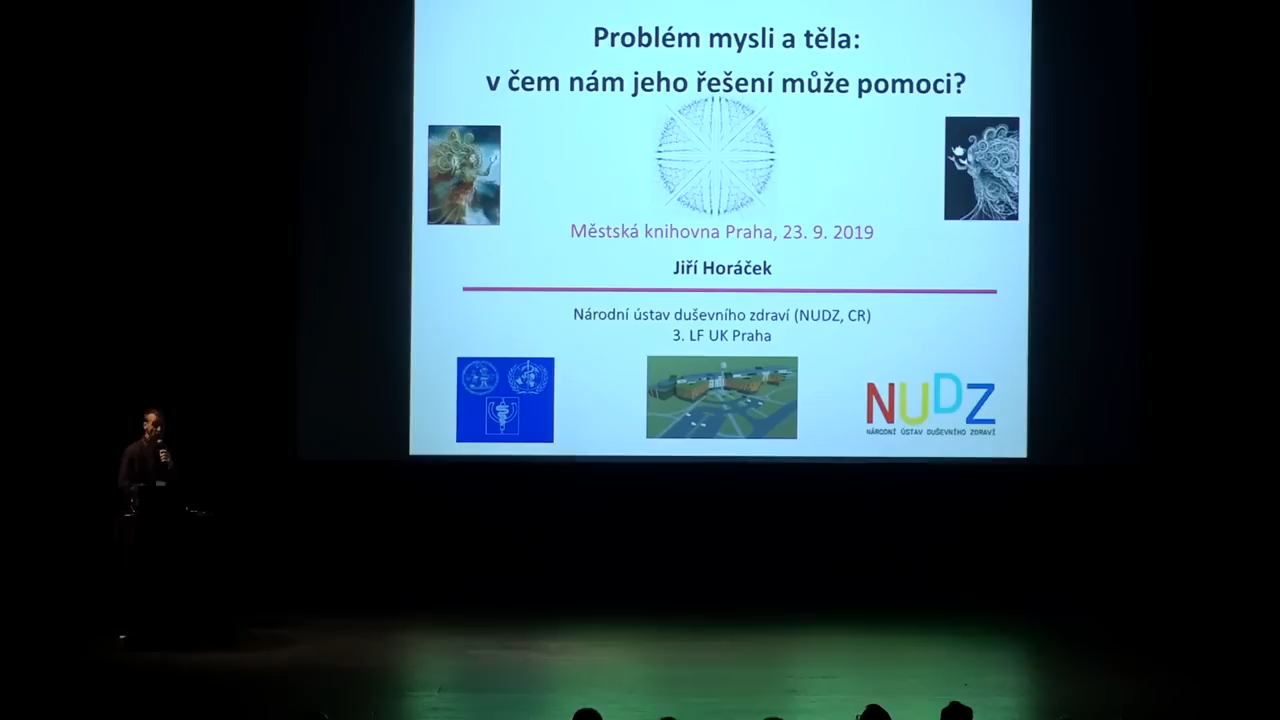 Problém mysli a těla:
v čem nám jeho řešení může pomoci?
Městská knihovna Praha, 23. 9. 2019
Jiří Horáček
Národní ústav duševního zdraví (NUDZ, CR)
3. LF UK Praha
NUDZ
NÁRODNÍ ÚSTAV DUŠEVNÍHO ZDRAVÍ